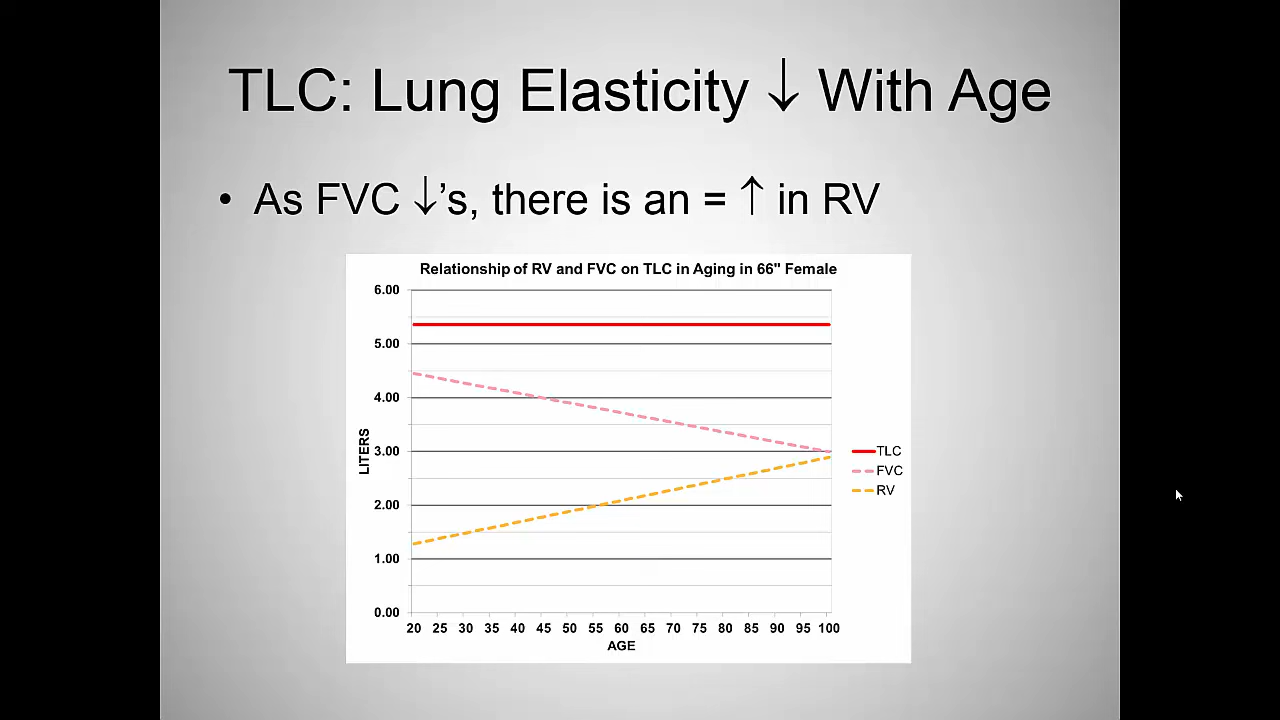 TLC: Lung Elasticity ↓ With Age
• As FVC ↓'s, there is an = ↑ in RV
Relationship of RV and FVC on TLC in Aging in 66" Female
6.00
5.00
4.00
3.00
2.00
1.00
0.00
LITERS
20 25 30 35 40 45 50 55 60 65 70 75 80 85 90 95 100
AGE
TLC
FVC
RV